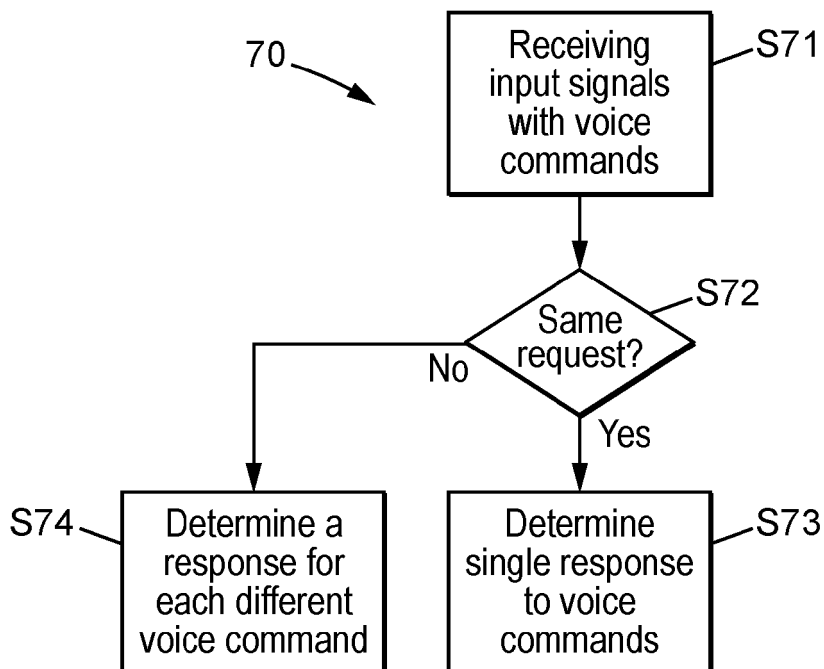 70
Receiving
input signals
with voice
commands
S71
Same
request?
S72
No
Yes
S74
Determine a
response for
each different
voice command
Determine
single response
to voice
commands
S73